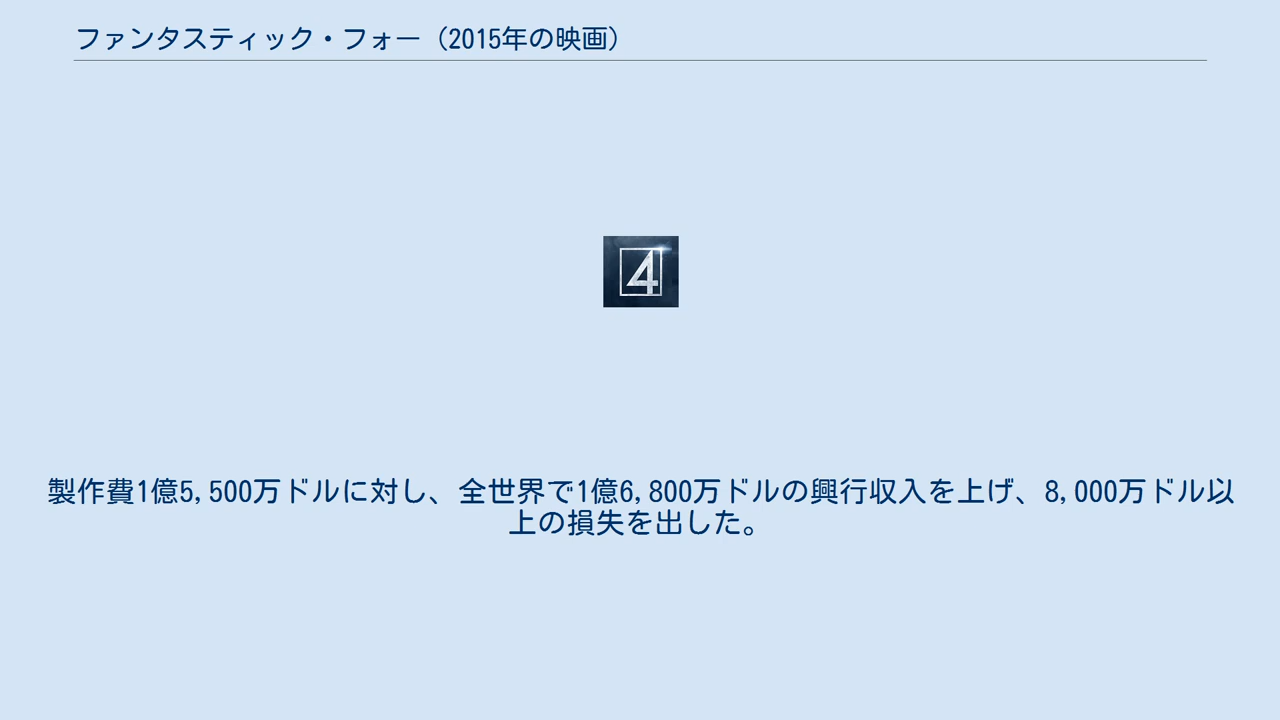 ファンタスティック・フォー（2015年の映画）
4
製作費1億5,500万ドルに対し、全世界で1億6,800万ドルの興行収入を上げ、8,000万ドル以
上の損失を出した。